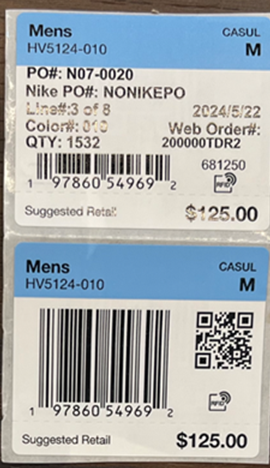 Mens CASUL
HV5124-010 M
PO#: N07-0020
Nike PO#: NONIKEPO
Line#:3 of 8 2024/5/22
Color#: 010 Web Order#:
QTY: 1532 200000TDR2
681250
RFID
1 97860 54969 2
Suggested Retail $125.00
Mens CASUL
HV5124-010 M
RFID
1 97860 54969 2
Suggested Retail $125.00